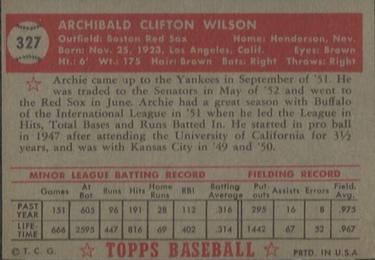 327
ARCHIBALD CLIFTON WILSON
Outfield: Boston Red Sox Home: Henderson, Nev.
Born: Nov. 25, 1923, Los Angeles, Calif. Eyes: Brown
Ht: 6' Wt: 175 Hair: Brown Bats: Right Throws: Right
Archie came up to the Yankees in September of '51. He
was traded to the Senators in May of '52 and went to
the Red Sox in June. Archie had a great season with Buffalo
of the International League in '51 when he led the League in
Hits, Total Bases and Runs Batted In. He started in pro ball
in 1947 after attending the University of California for 3½
years and was with Kansas City in '49 and '50.
MINOR LEAGUE BATTING RECORD FIELDING RECORD
Games At Bat Runs Hits Home Runs RBI Batting Average Put-outs Assists Errors Field. Avg.
PAST YEAR 151 605 96 191 28 112 .316 295 16 8 .975
LIFE-TIME 666 2595 447 816 69 402 .314 1442 67 52 .967
© T. C. G. TOPPS BASEBALL PRTD. IN U.S.A.